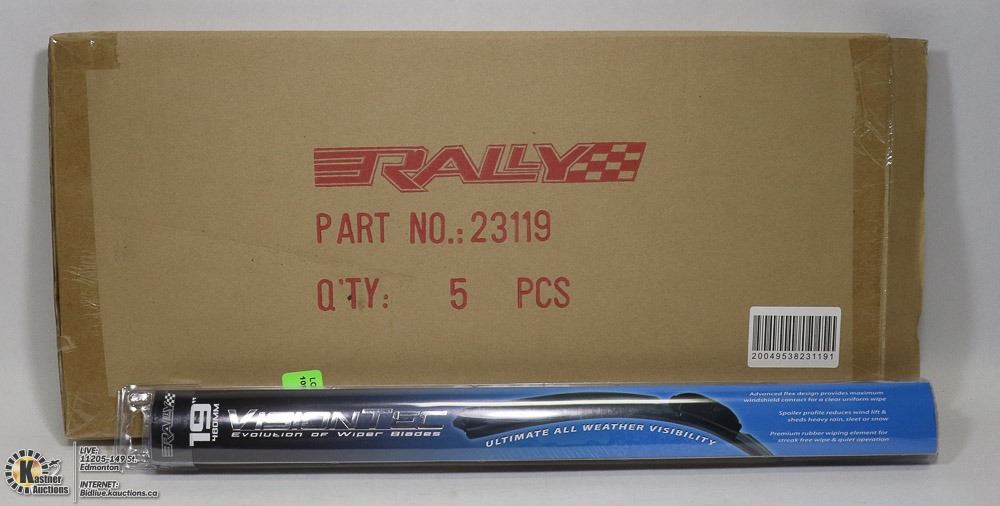 RALLY
PART NO.: 23119
Q'TY: 5 PCS
20049538231191
RALLY
19"
480MM
VISIONTEC
Evolution of Wiper Blades
ULTIMATE ALL WEATHER VISIBILITY
Advanced flex design provides maximum
windshield contact for a clear uniform wipe
Spoiler profile reduces wind lift &
sheds heavy rain, sleet or snow
Premium rubber wiping element for
streak free wipe & quiet operation
Kastner
Auctions
LIVE:
11205-149 St.
Edmonton
INTERNET:
Bidlive.kauctions.ca